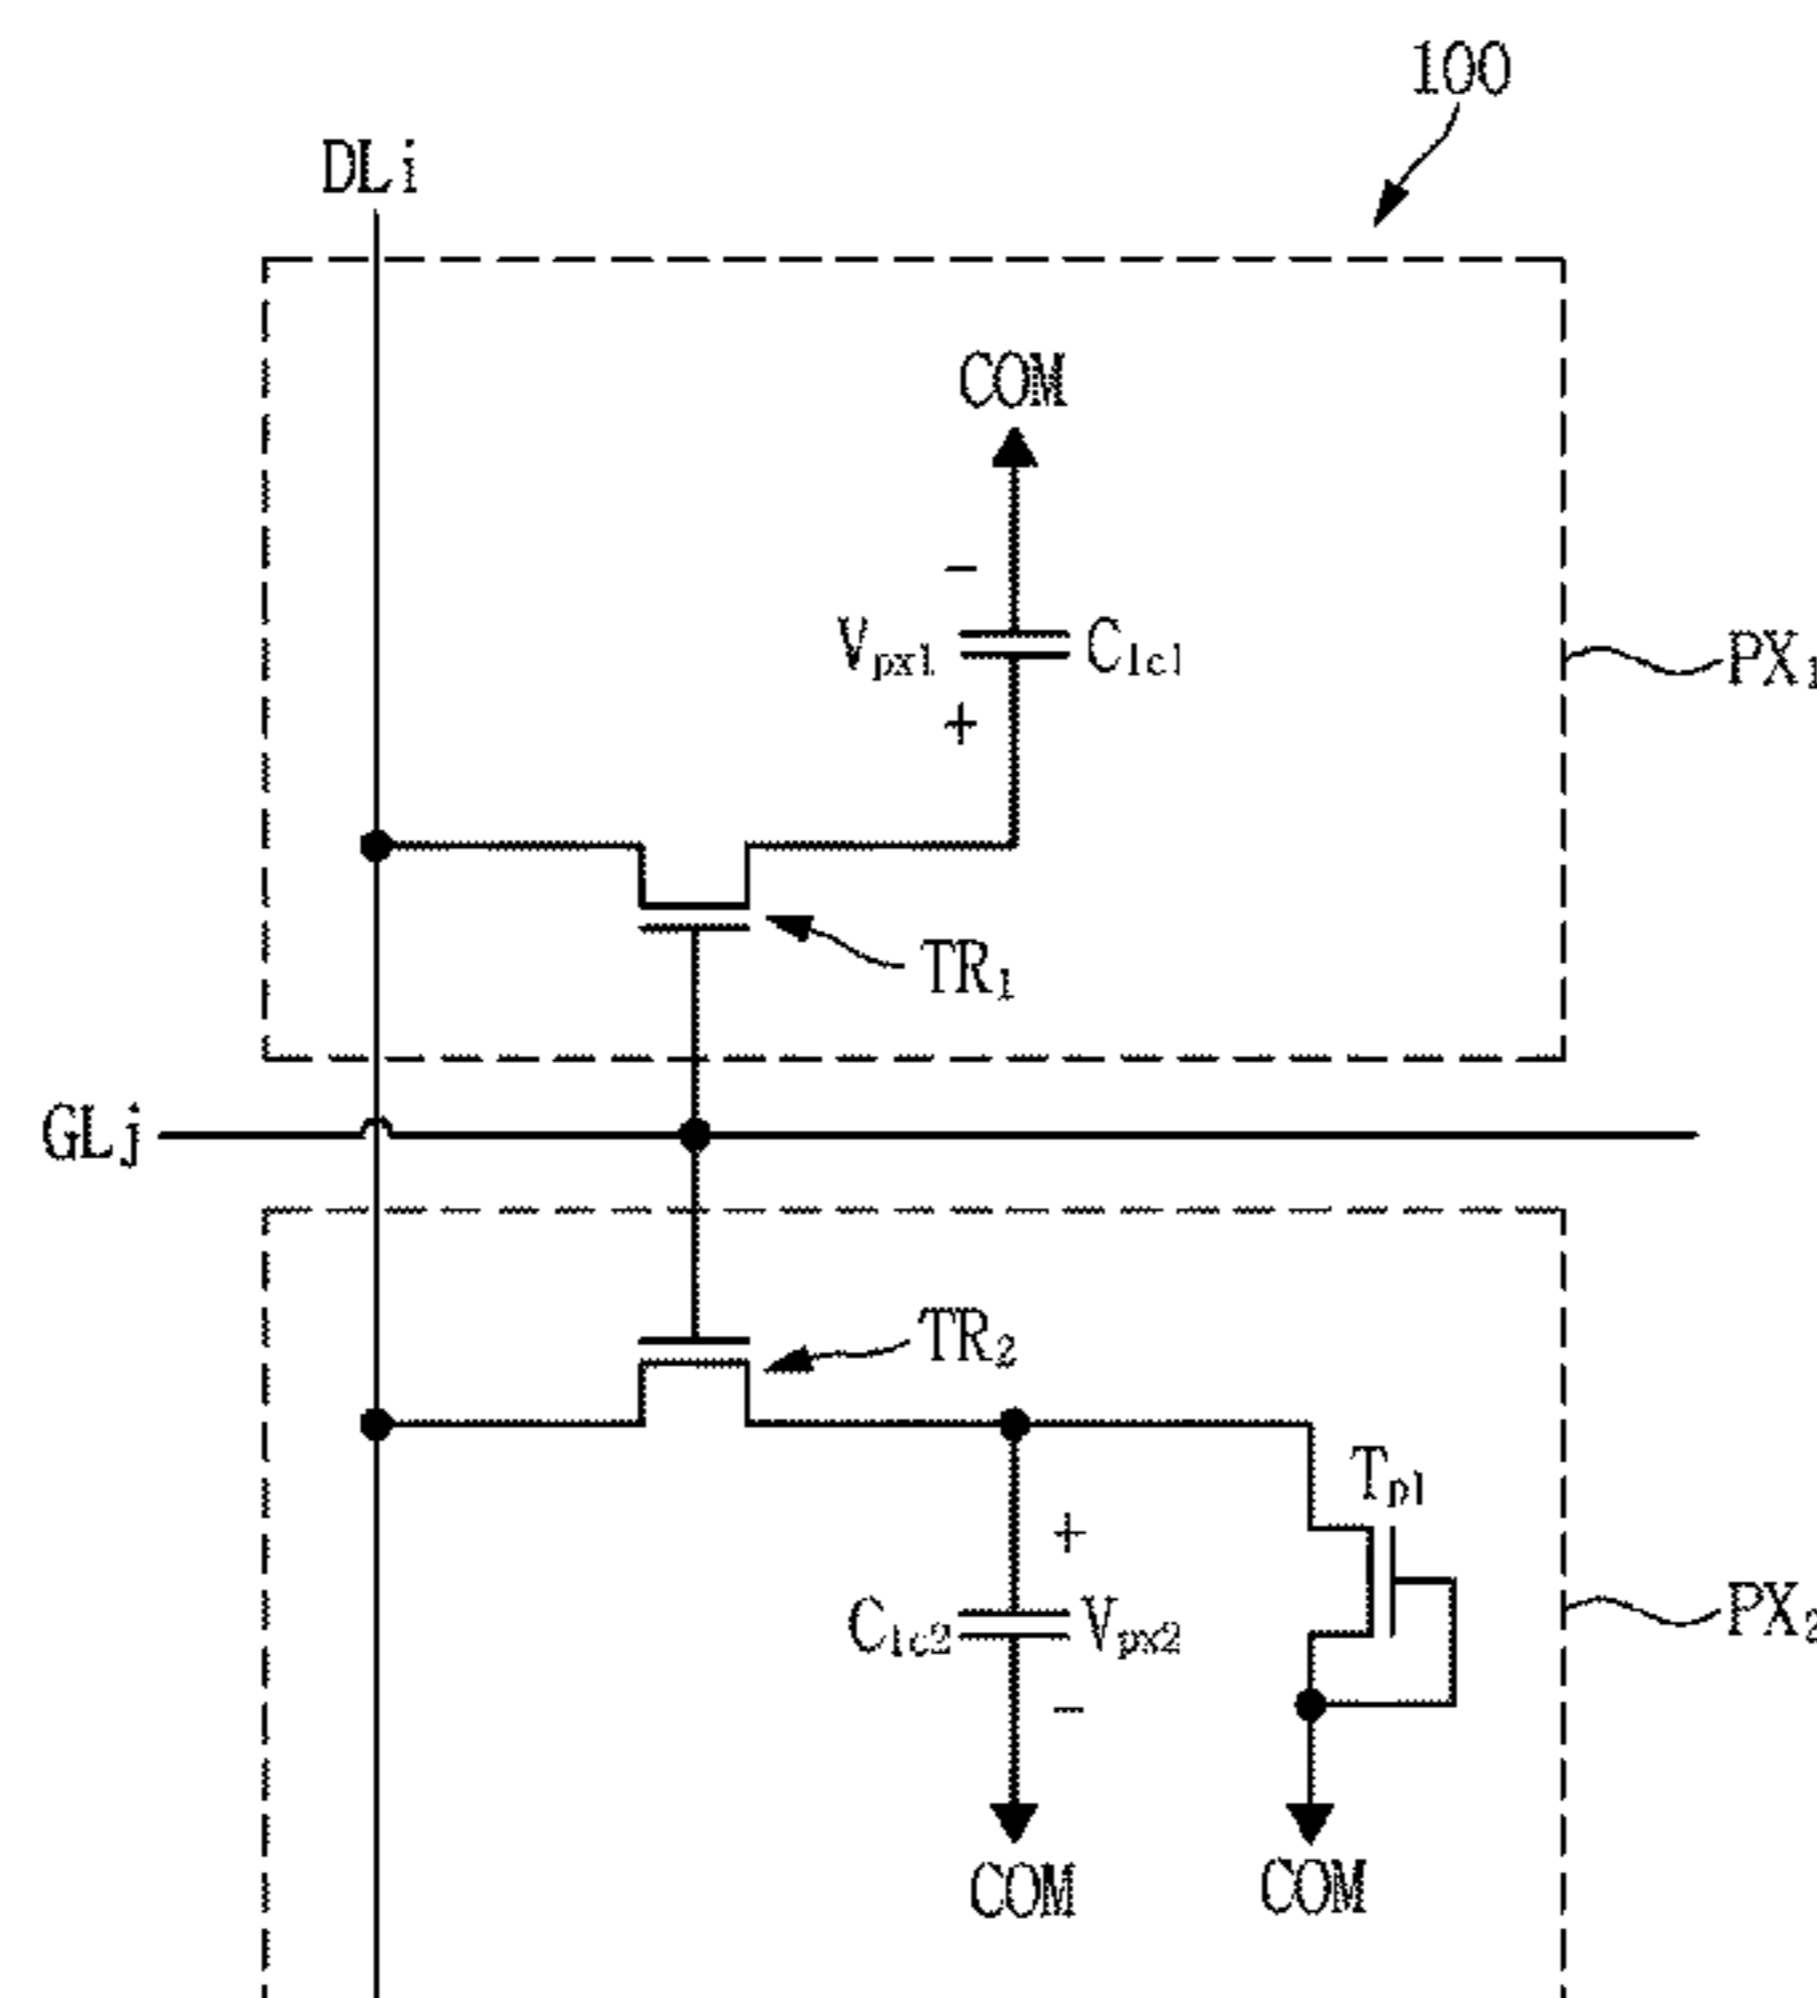 100
DLi
COM
−
Vpx1 Clc1
PX1
+
TR1
GLj
TR2
Tp1
+
Clc2 Vpx2
PX2
−
COM COM